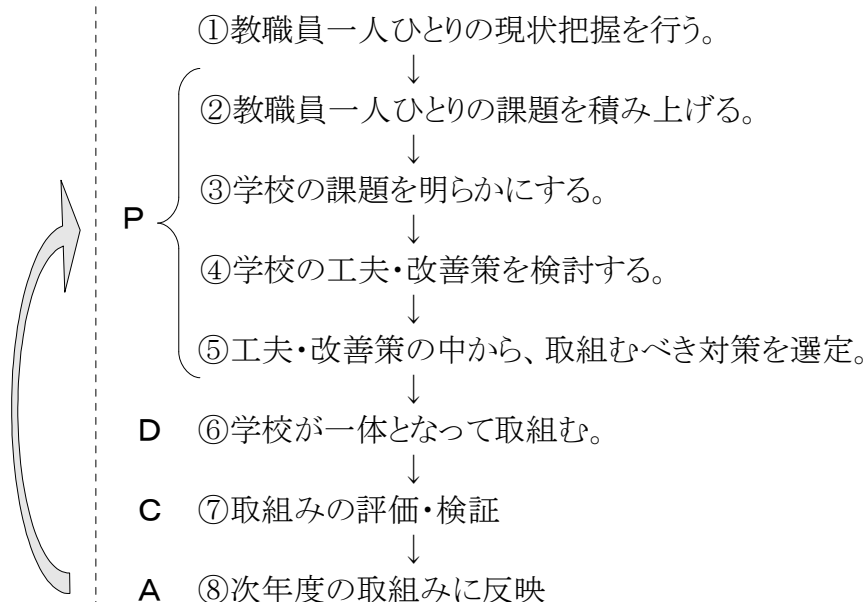 ①教職員一人ひとりの現状把握を行う。
↓
②教職員一人ひとりの課題を積み上げる。
↓
③学校の課題を明らかにする。
↓
P
④学校の工夫・改善策を検討する。
↓
⑤工夫・改善策の中から、取組むべき対策を選定。
↓
D ⑥学校が一体となって取組む。
↓
C ⑦取組みの評価・検証
↓
A ⑧次年度の取組みに反映